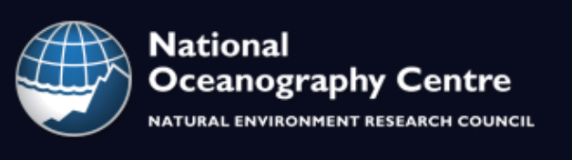 National
Oceanography Centre
NATURAL ENVIRONMENT RESEARCH COUNCIL